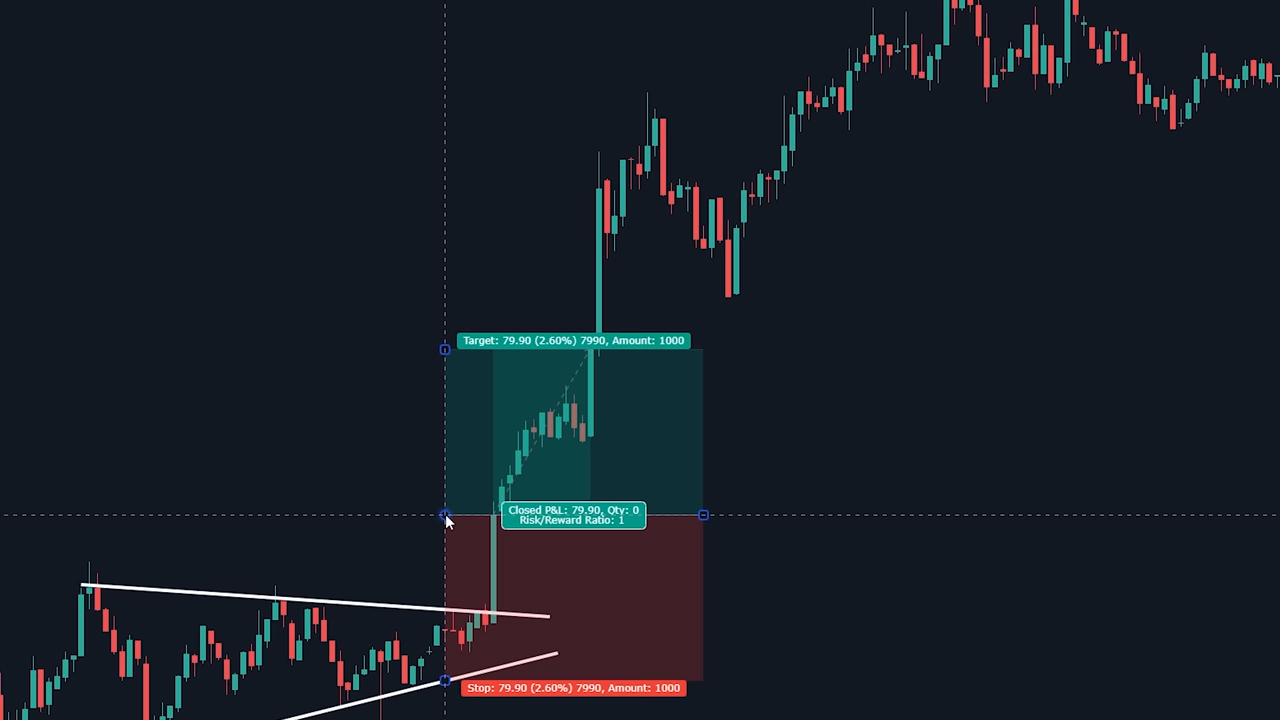 Target: 79.90 (2.60%) 7990, Amount: 1000
Closed P&L: 79.90, Qty: 0
Risk/Reward Ratio: 1
Stop: 79.90 (2.60%) 7990, Amount: 1000